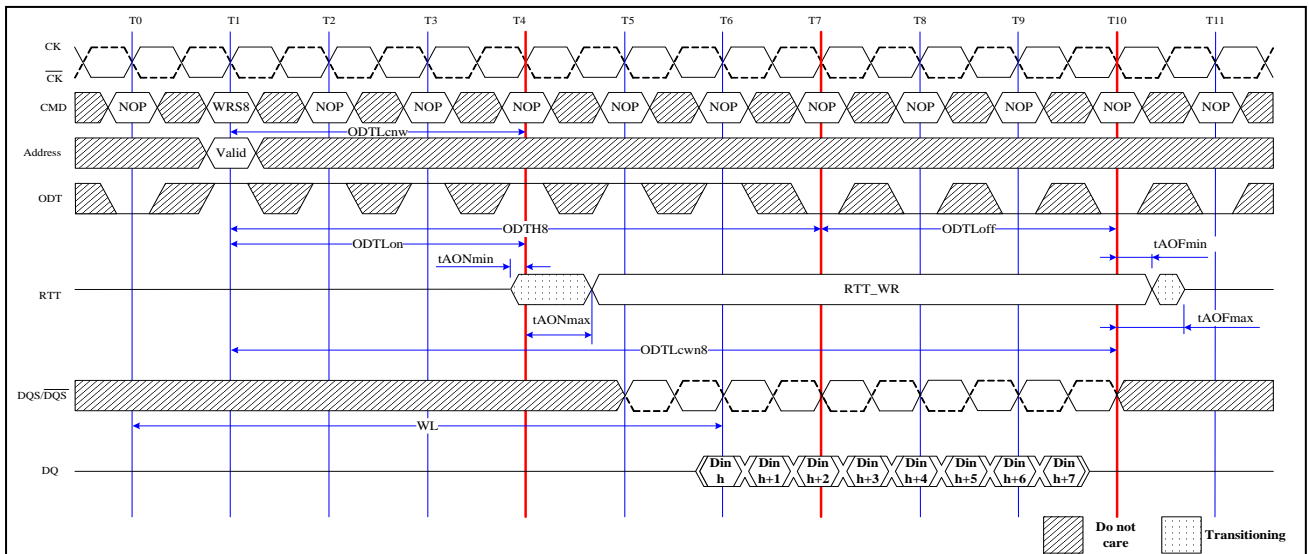 T0 T1 T2 T3 T4 T5 T6 T7 T8 T9 T10 T11
CK
CK
CMD NOP WRS8 NOP NOP NOP NOP NOP NOP NOP NOP NOP NOP
ODTLcnw
Address Valid
ODT
ODTH8 ODTLoff
ODTLon
tAONmin tAOFmin
RTT RTT_WR
tAONmax tAOFmax
ODTLcwn8
DQS/DQS
WL
DQ
Din h Din h+1 Din h+2 Din h+3 Din h+4 Din h+5 Din h+6 Din h+7
Do not care Transitioning